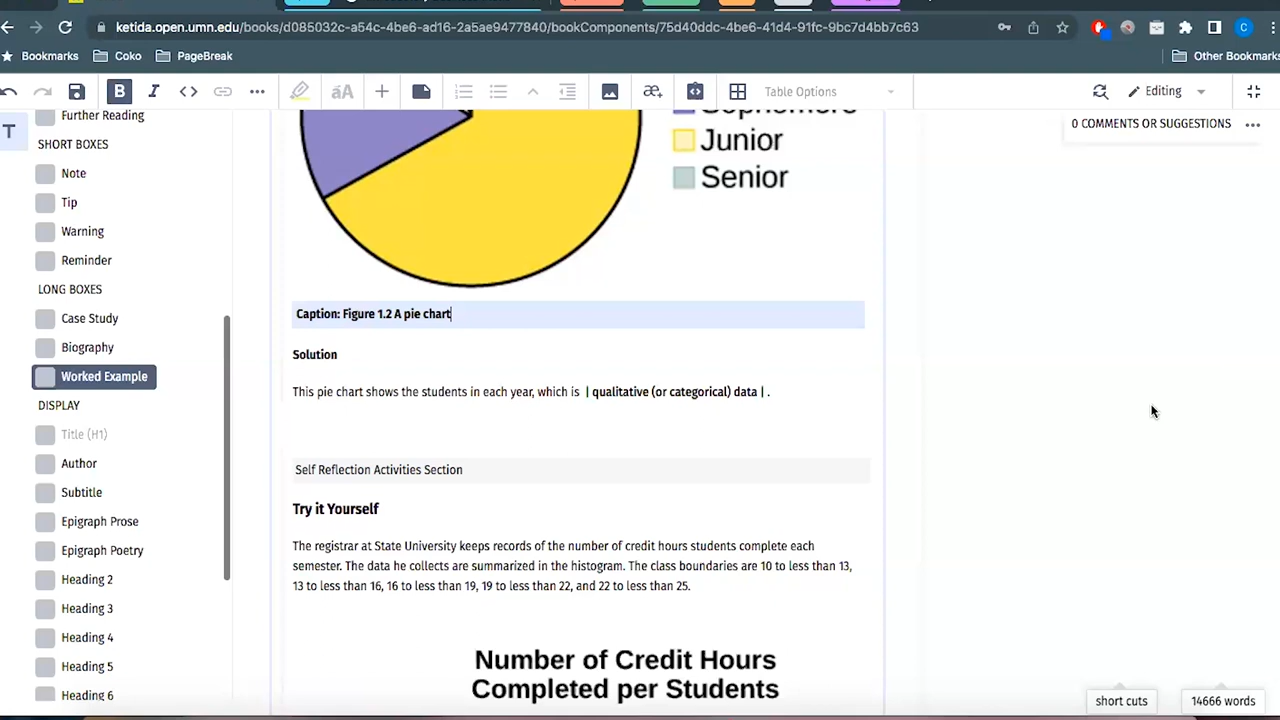 ketida.open.umn.edu/books/d085032c-a54c-4be6-ad16-2a5ae9477840/bookComponents/75d40ddc-4be6-41d4-91fc-9bc7d4bb7c63
C
Bookmarks Coko PageBreak Other Bookmarks
B I aA Table Options Editing
T
Further Reading
SHORT BOXES
Note
Tip
Warning
Reminder
LONG BOXES
Case Study
Biography
Worked Example
DISPLAY
Title (H1)
Author
Subtitle
Epigraph Prose
Epigraph Poetry
Heading 2
Heading 3
Heading 4
Heading 5
Heading 6
Sophomore
Junior
Senior
Caption: Figure 1.2 A pie chart
Solution
This pie chart shows the students in each year, which is | qualitative (or categorical) data | .
Self Reflection Activities Section
Try it Yourself
The registrar at State University keeps records of the number of credit hours students complete each
semester. The data he collects are summarized in the histogram. The class boundaries are 10 to less than 13,
13 to less than 16, 16 to less than 19, 19 to less than 22, and 22 to less than 25.
Number of Credit Hours
Completed per Students
0 COMMENTS OR SUGGESTIONS
short cuts
14666 words